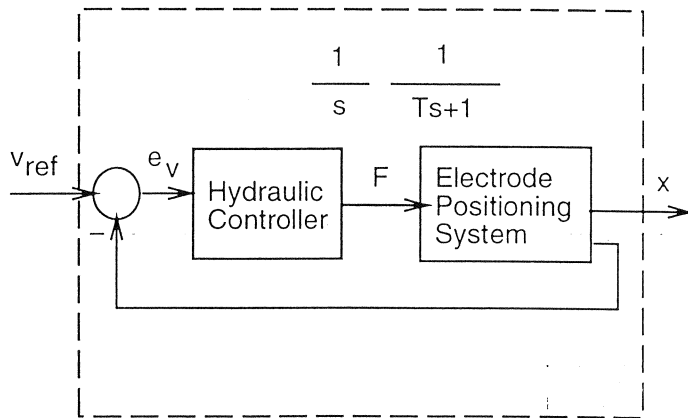 1 1
s Ts+1
v_ref
e_v
Hydraulic
Controller
F
Electrode
Positioning
System
x
−